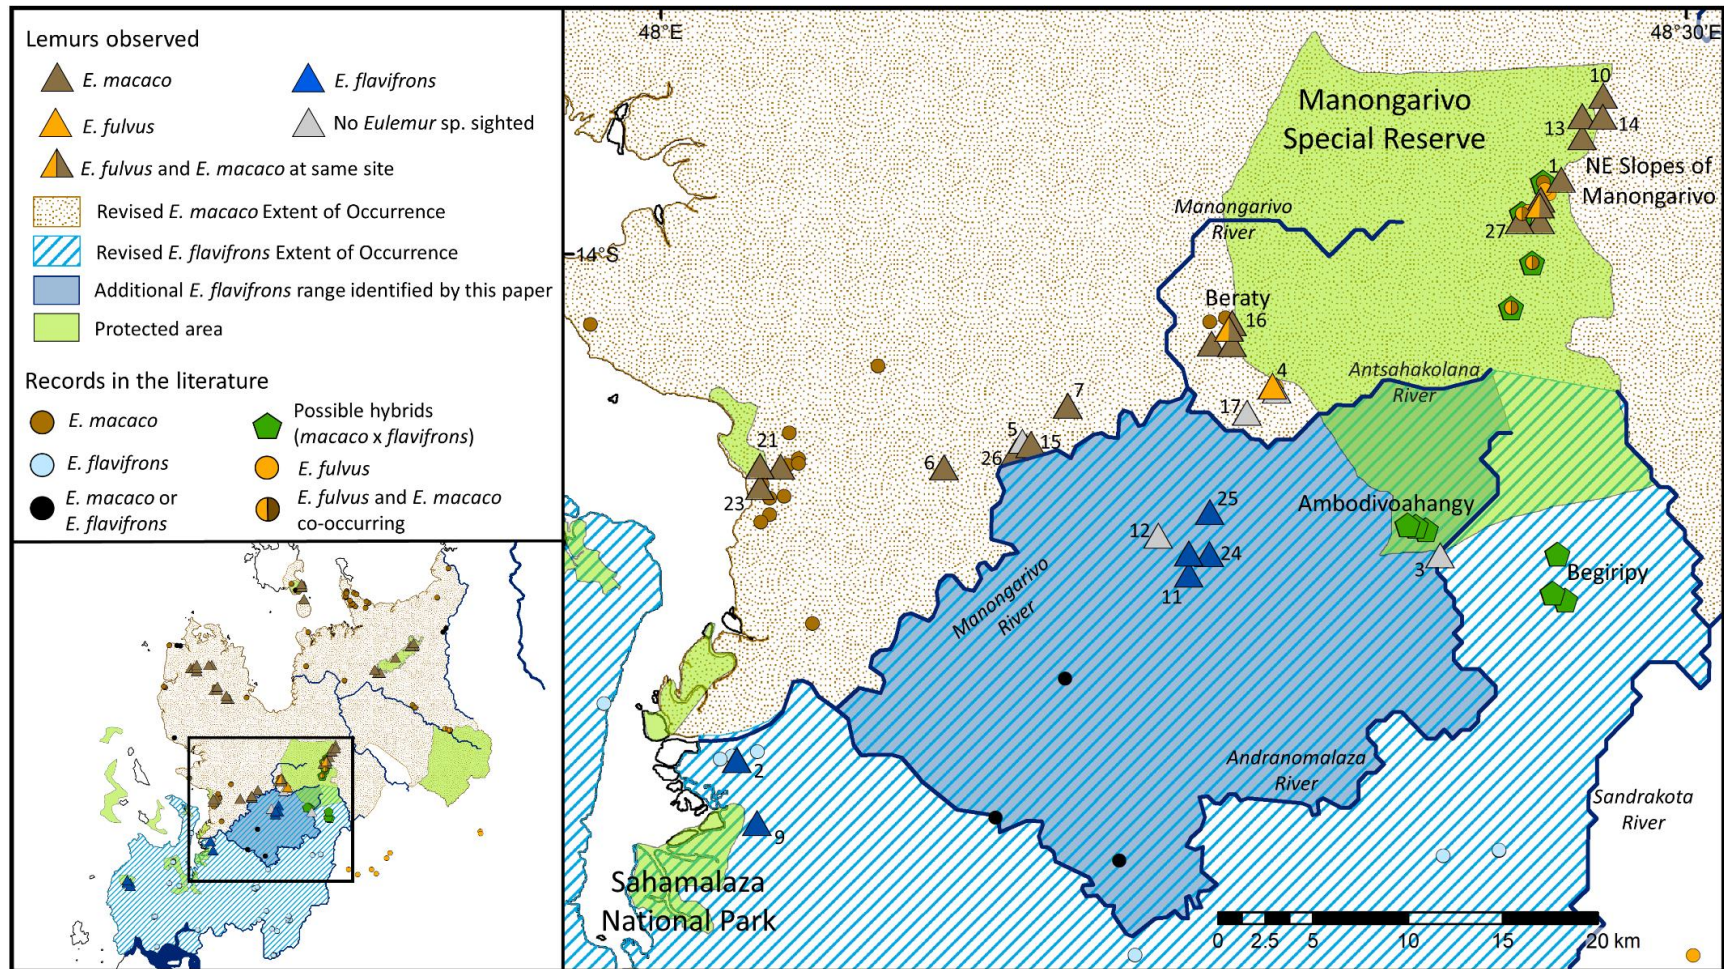 Lemurs observed
E. macaco
E. flavifrons
E. fulvus
No Eulemur sp. sighted
E. fulvus and E. macaco at same site
Revised E. macaco Extent of Occurrence
Revised E. flavifrons Extent of Occurrence
Additional E. flavifrons range identified by this paper
Protected area
Records in the literature
E. macaco
Possible hybrids
(macaco x flavifrons)
E. flavifrons
E. fulvus
E. macaco or
E. flavifrons
E. fulvus and E. macaco
co-occurring
48°E
48°30'E
Manongarivo
Special Reserve
10
13
14
1
NE Slopes of
Manongarivo
Manongarivo
River
27
14°S
Beraty
16
4
Antsahakolana
River
7
17
5
15
21
26
6
23
25
Ambodivoahangy
12
24
3
11
Begiripy
Manongarivo
River
2
Andranomalaza
River
Sandrakota
River
9
Sahamalaza
National Park
0 2.5 5 10 15 20 km